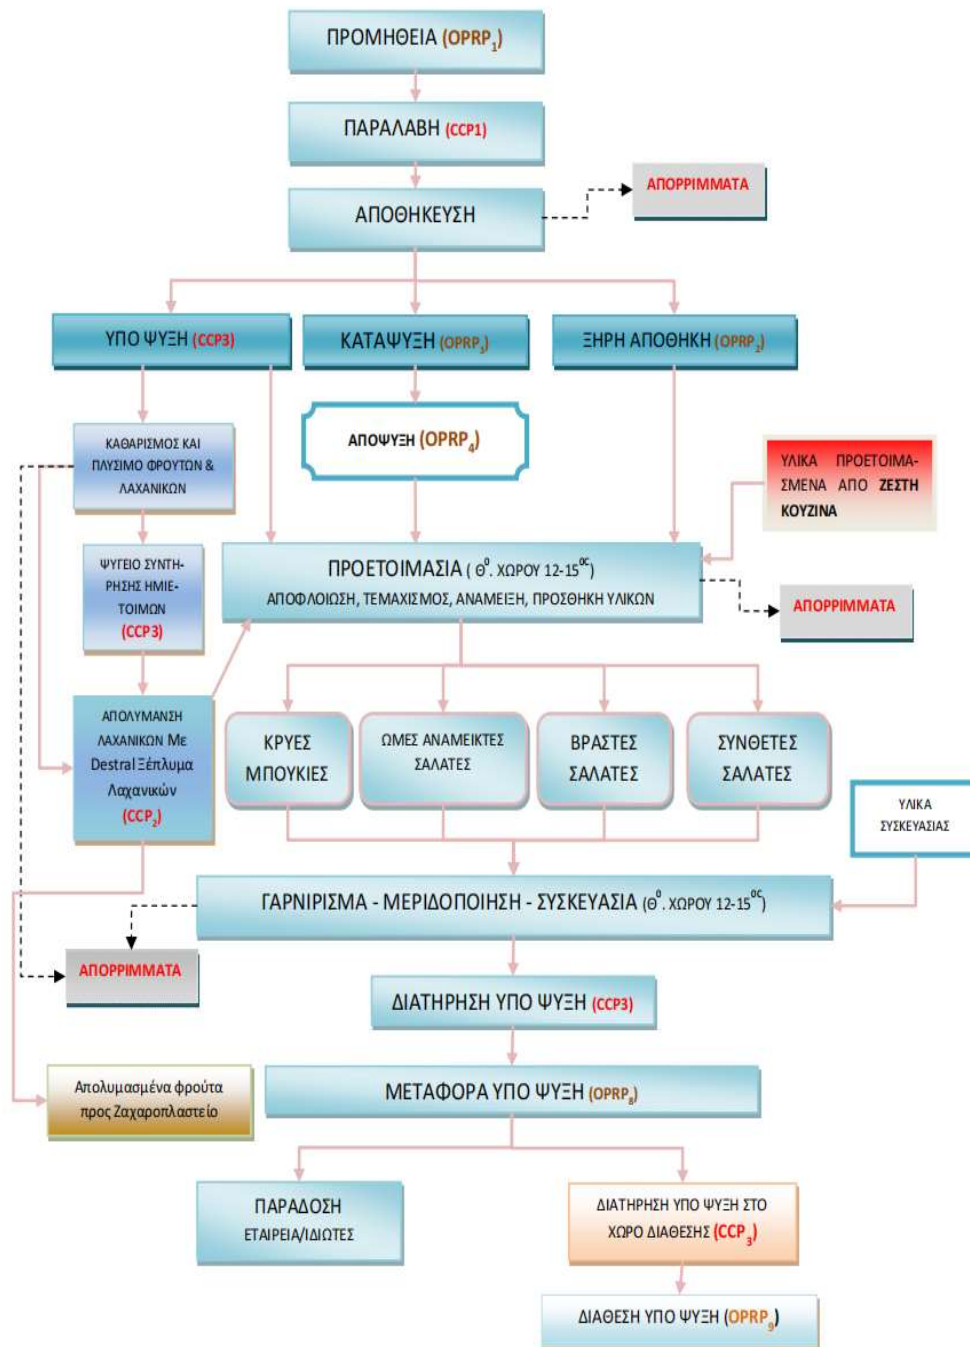 ΠΡΟΜΗΘΕΙΑ (OPRP1)
ΠΑΡΑΛΑΒΗ (CCP1)
ΑΠΟΘΗΚΕΥΣΗ
ΑΠΟΡΡΙΜΜΑΤΑ
ΥΠΟ ΨΥΞΗ (CCP3)
ΚΑΤΑΨΥΞΗ (OPRP3)
ΞΗΡΗ ΑΠΟΘΗΚΗ (OPRP2)
ΑΠΟΨΥΞΗ (OPRP4)
ΚΑΘΑΡΙΣΜΟΣ ΚΑΙ
ΠΛΥΣΙΜΟ ΦΡΟΥΤΩΝ &
ΛΑΧΑΝΙΚΩΝ
ΥΛΙΚΑ ΠΡΟΕΤΟΙΜΑ-
ΣΜΕΝΑ ΑΠΟ ΖΕΣΤΗ
ΚΟΥΖΙΝΑ
ΨΥΓΕΙΟ ΣΥΝΤΗ-
ΡΗΣΗΣ ΗΜΙΕ-
ΤΟΙΜΩΝ
(CCP3)
ΠΡΟΕΤΟΙΜΑΣΙΑ ( Θ⁰. ΧΩΡΟΥ 12-15⁰ᶜ)
ΑΠΟΦΛΟΙΩΣΗ, ΤΕΜΑΧΙΣΜΟΣ, ΑΝΑΜΕΙΞΗ, ΠΡΟΣΘΗΚΗ ΥΛΙΚΩΝ
ΑΠΟΡΡΙΜΜΑΤΑ
ΑΠΟΛΥΜΑΝΣΗ
ΛΑΧΑΝΙΚΩΝ Με
Destral Ξέπλυμα
Λαχανικών
(CCP2)
ΚΡΥΕΣ
ΜΠΟΥΚΙΕΣ
ΩΜΕΣ ΑΝΑΜΕΙΚΤΕΣ
ΣΑΛΑΤΕΣ
ΒΡΑΣΤΕΣ
ΣΑΛΑΤΕΣ
ΣΥΝΘΕΤΕΣ
ΣΑΛΑΤΕΣ
ΥΛΙΚΑ
ΣΥΣΚΕΥΑΣΙΑΣ
ΓΑΡΝΙΡΙΣΜΑ - ΜΕΡΙΔΟΠΟΙΗΣΗ - ΣΥΣΚΕΥΑΣΙΑ (Θ⁰. ΧΩΡΟΥ 12-15⁰ᶜ)
ΑΠΟΡΡΙΜΜΑΤΑ
ΔΙΑΤΗΡΗΣΗ ΥΠΟ ΨΥΞΗ (CCP3)
Απολυμασμένα φρούτα
προς Ζαχαροπλαστείο
ΜΕΤΑΦΟΡΑ ΥΠΟ ΨΥΞΗ (OPRP8)
ΠΑΡΑΔΟΣΗ
ΕΤΑΙΡΕΙΑ/ΙΔΙΩΤΕΣ
ΔΙΑΤΗΡΗΣΗ ΥΠΟ ΨΥΞΗ ΣΤΟ
ΧΩΡΟ ΔΙΑΘΕΣΗΣ (CCP3)
ΔΙΑΘΕΣΗ ΥΠΟ ΨΥΞΗ (OPRP9)